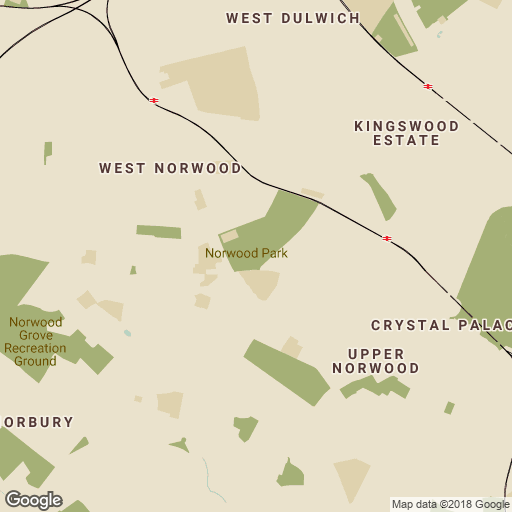 WEST DULWICH
KINGSWOOD
ESTATE
WEST NORWOOD
Norwood Park
Norwood
Grove
Recreation
Ground
CRYSTAL PALAC
UPPER
NORWOOD
ORBURY
Google
Map data ©2018 Google